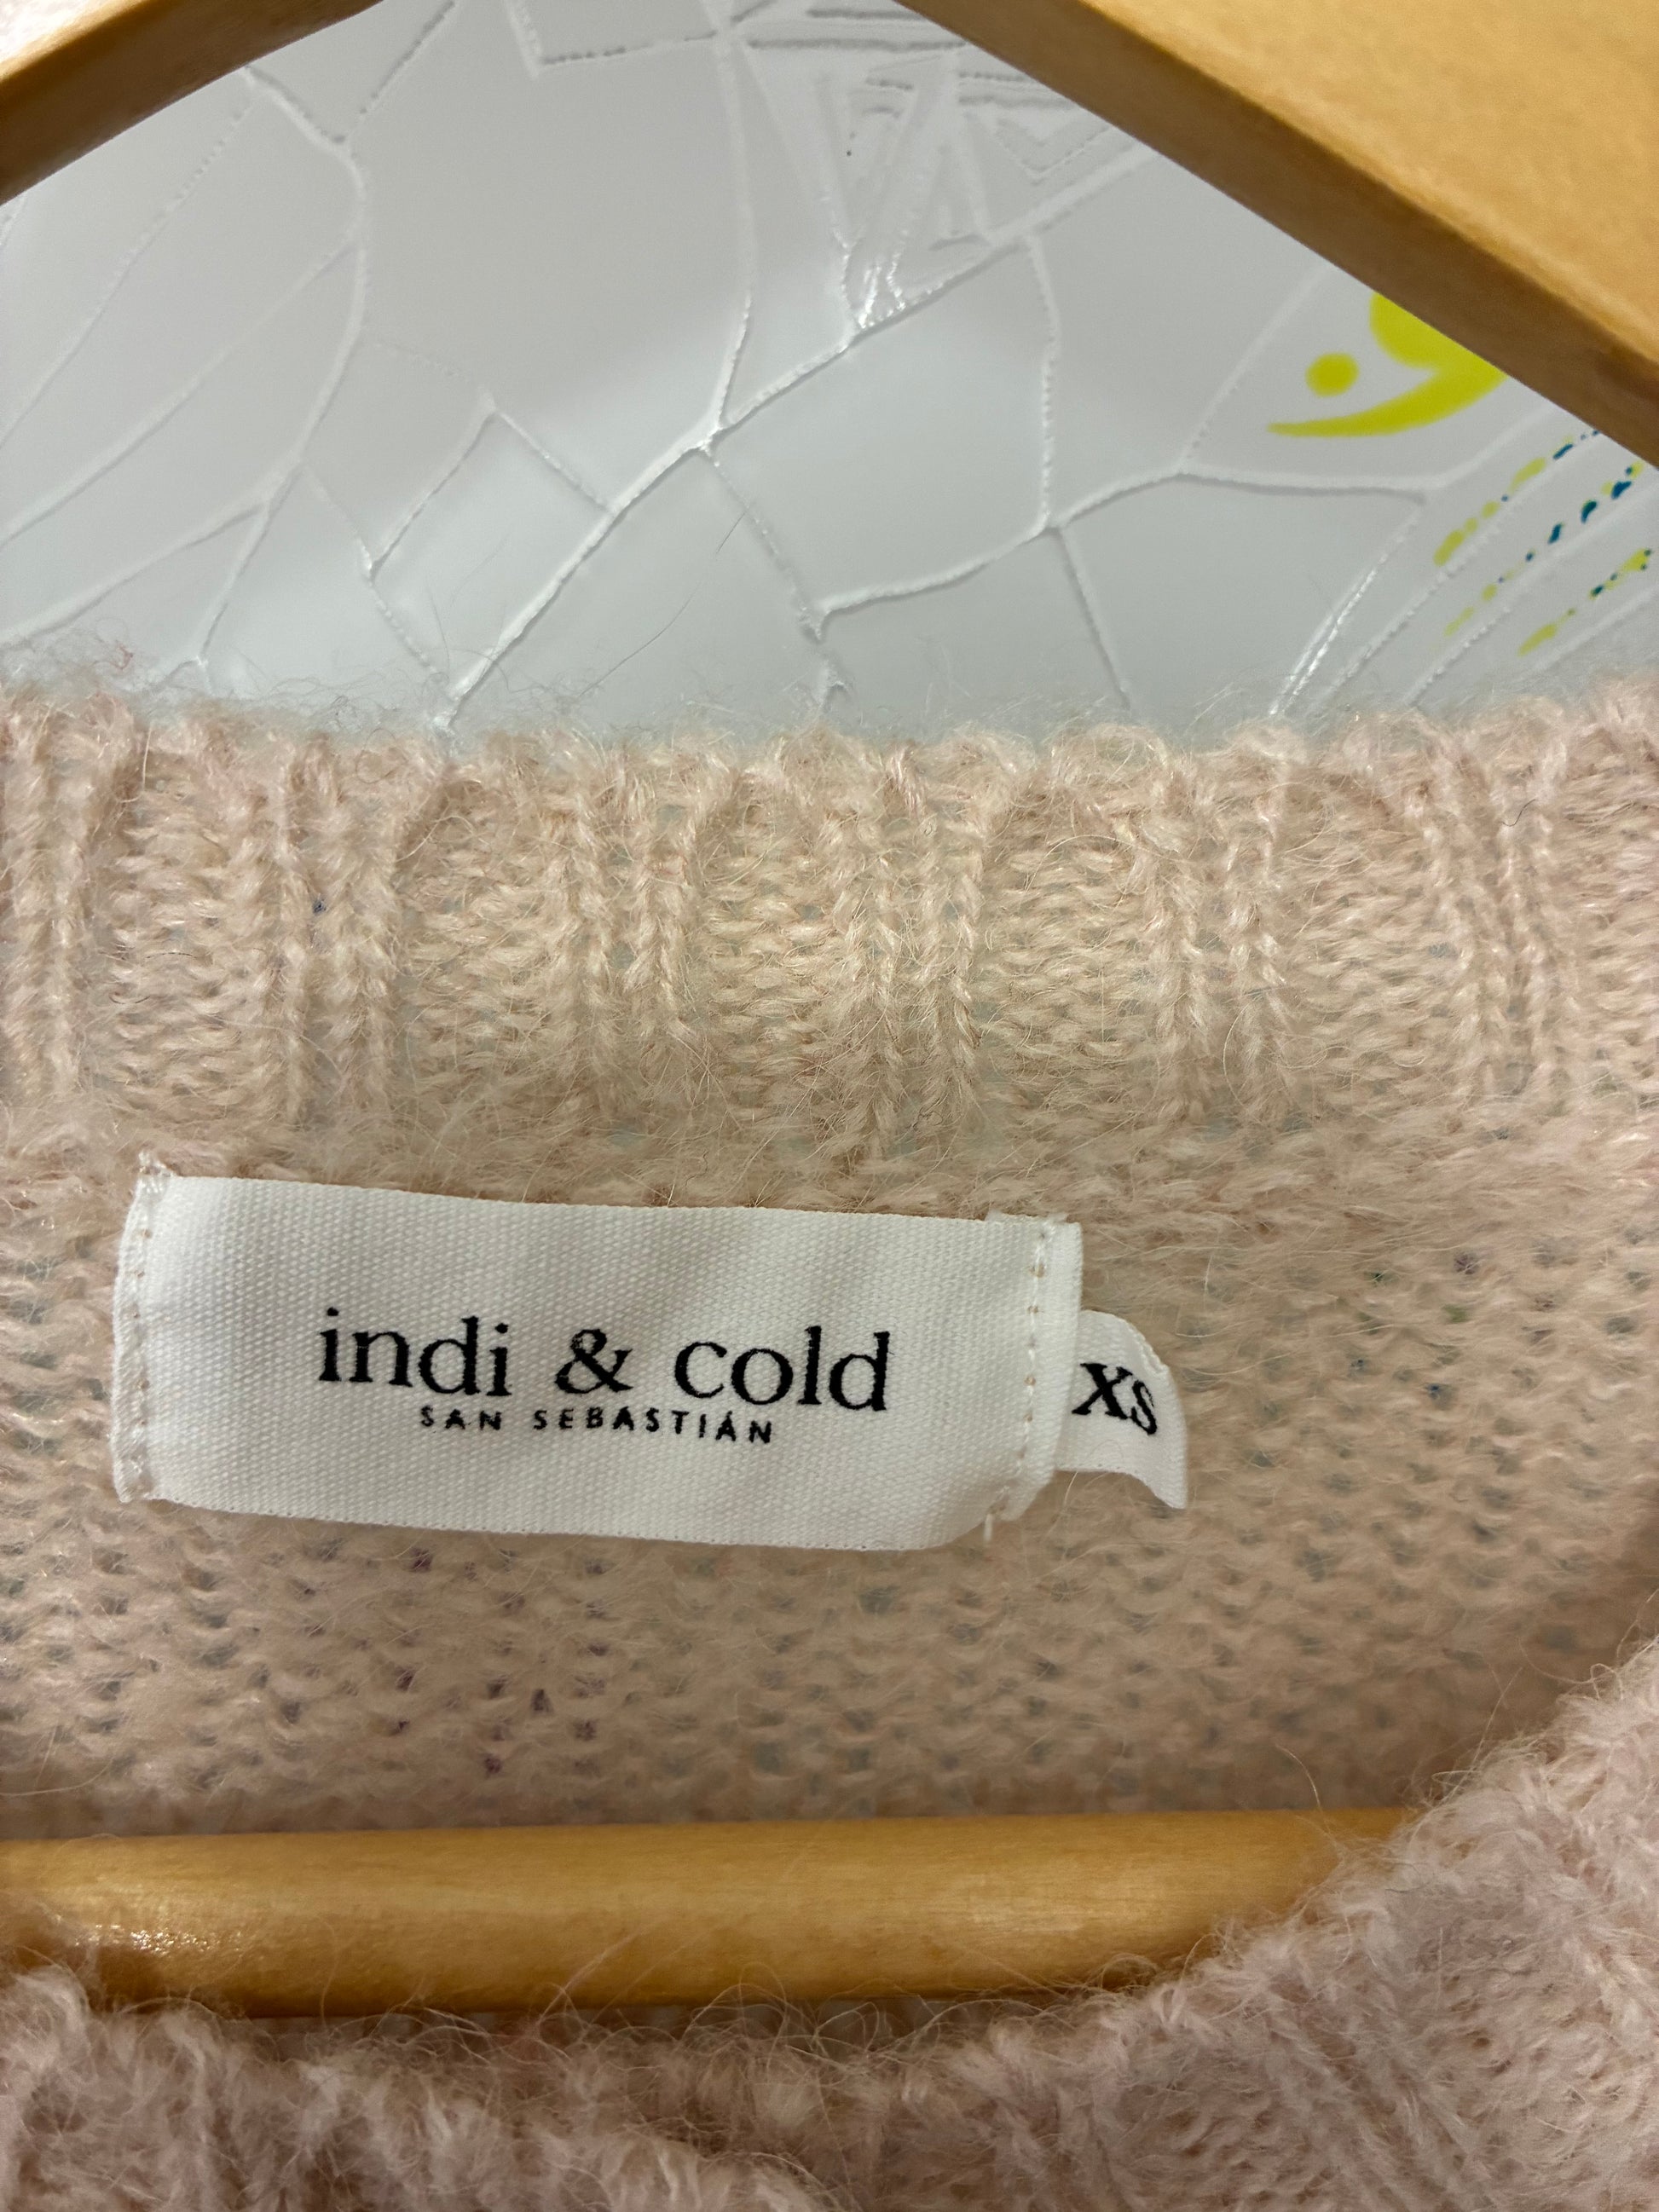 indi & cold
SAN SEBASTIÁN
XS